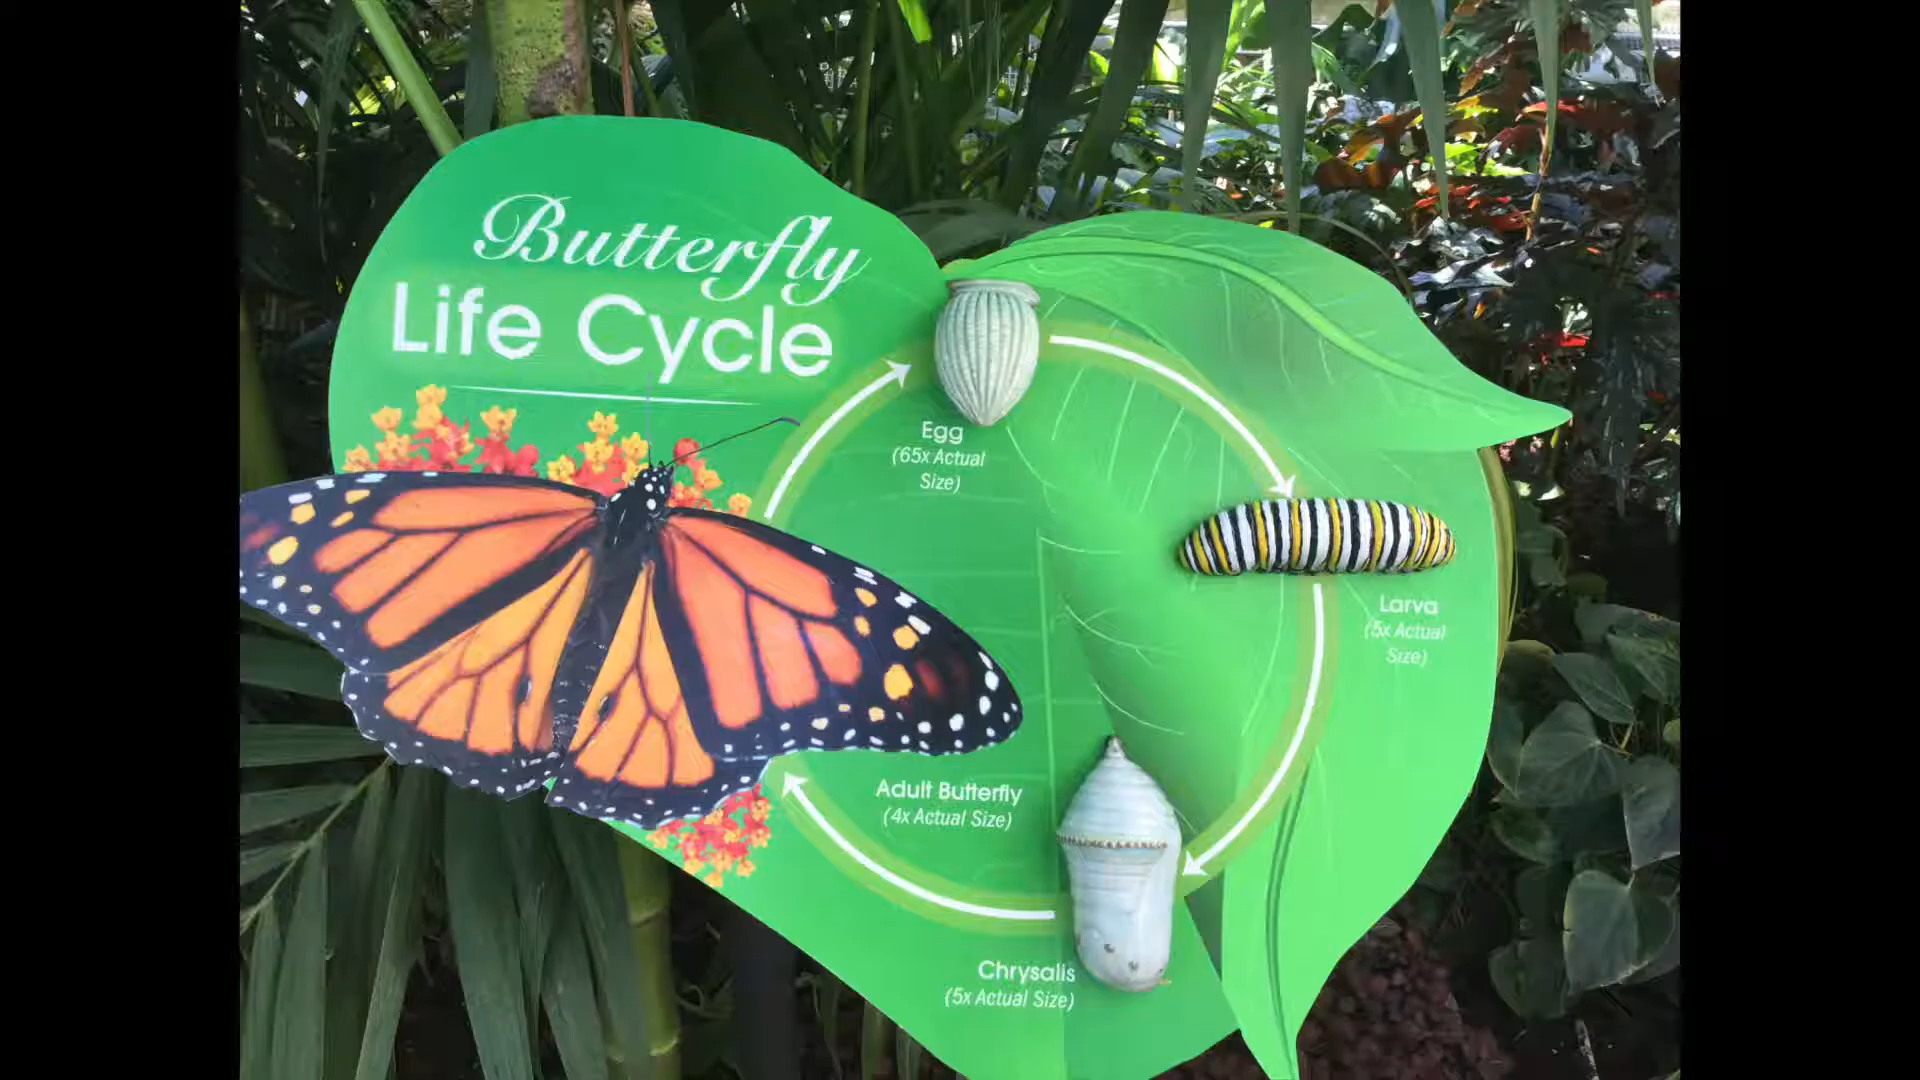 Butterfly
Life Cycle
Egg
(65x Actual
Size)
Larva
(5x Actual
Size)
Adult Butterfly
(4x Actual Size)
Chrysalis
(5x Actual Size)